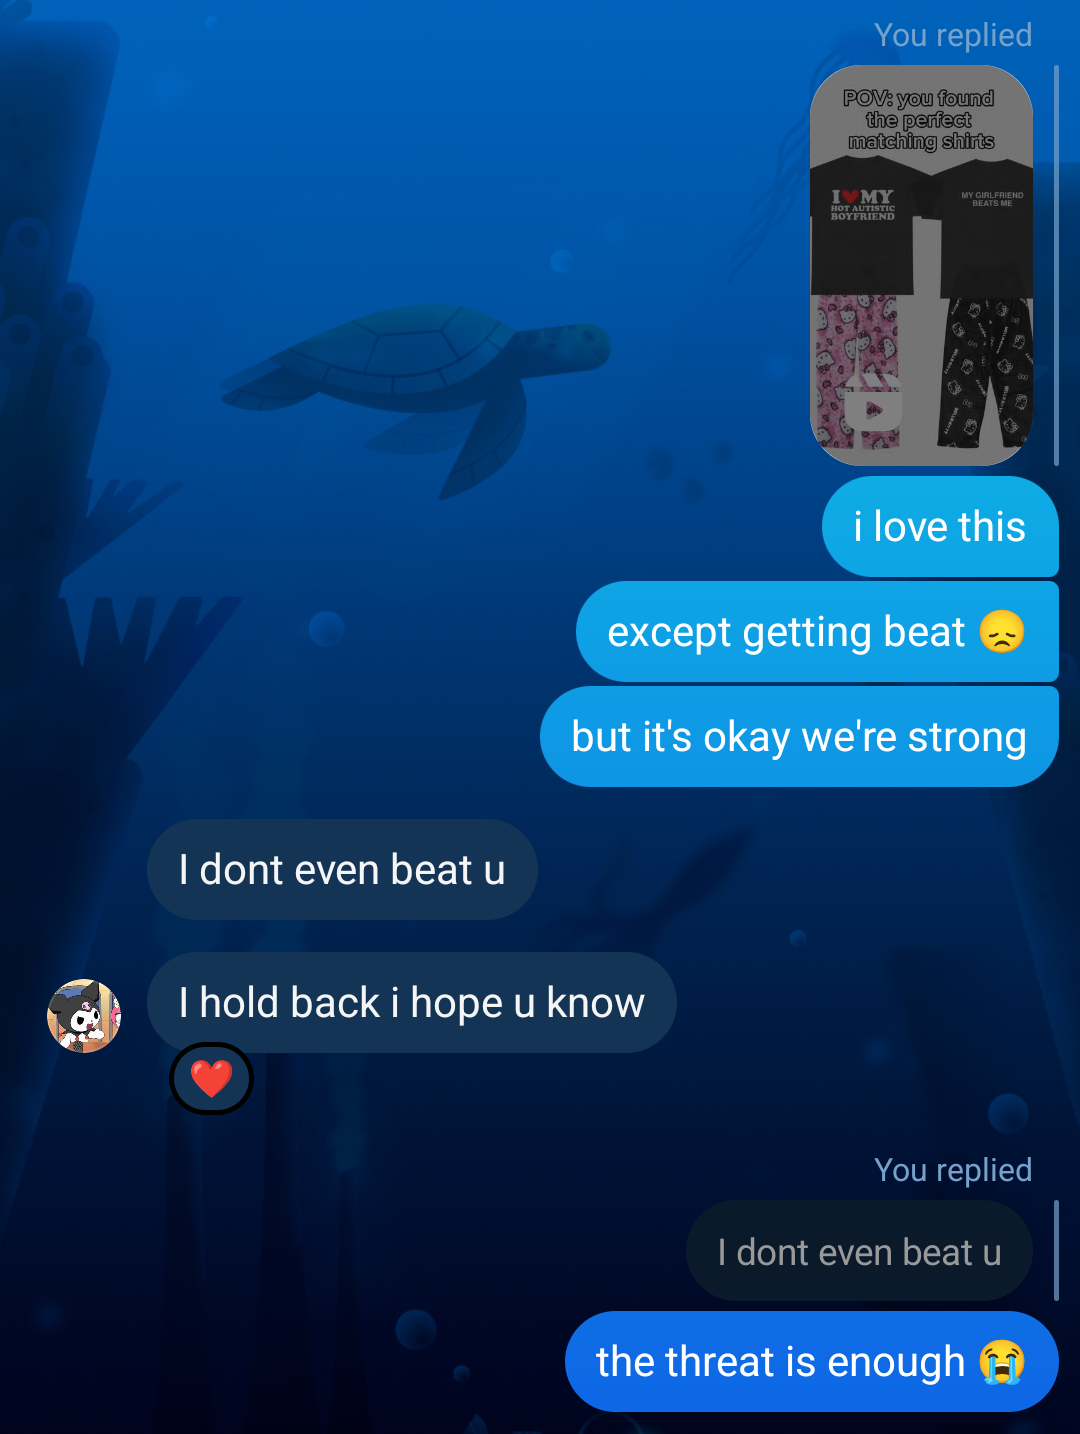 You replied
POV: you found
the perfect
matching shirts
I❤MY
HOT AUTISTIC
BOYFRIEND
MY GIRLFRIEND
BEATS ME
i love this
except getting beat 😞
but it's okay we're strong
I dont even beat u
I hold back i hope u know
❤️
You replied
I dont even beat u
the threat is enough 😭